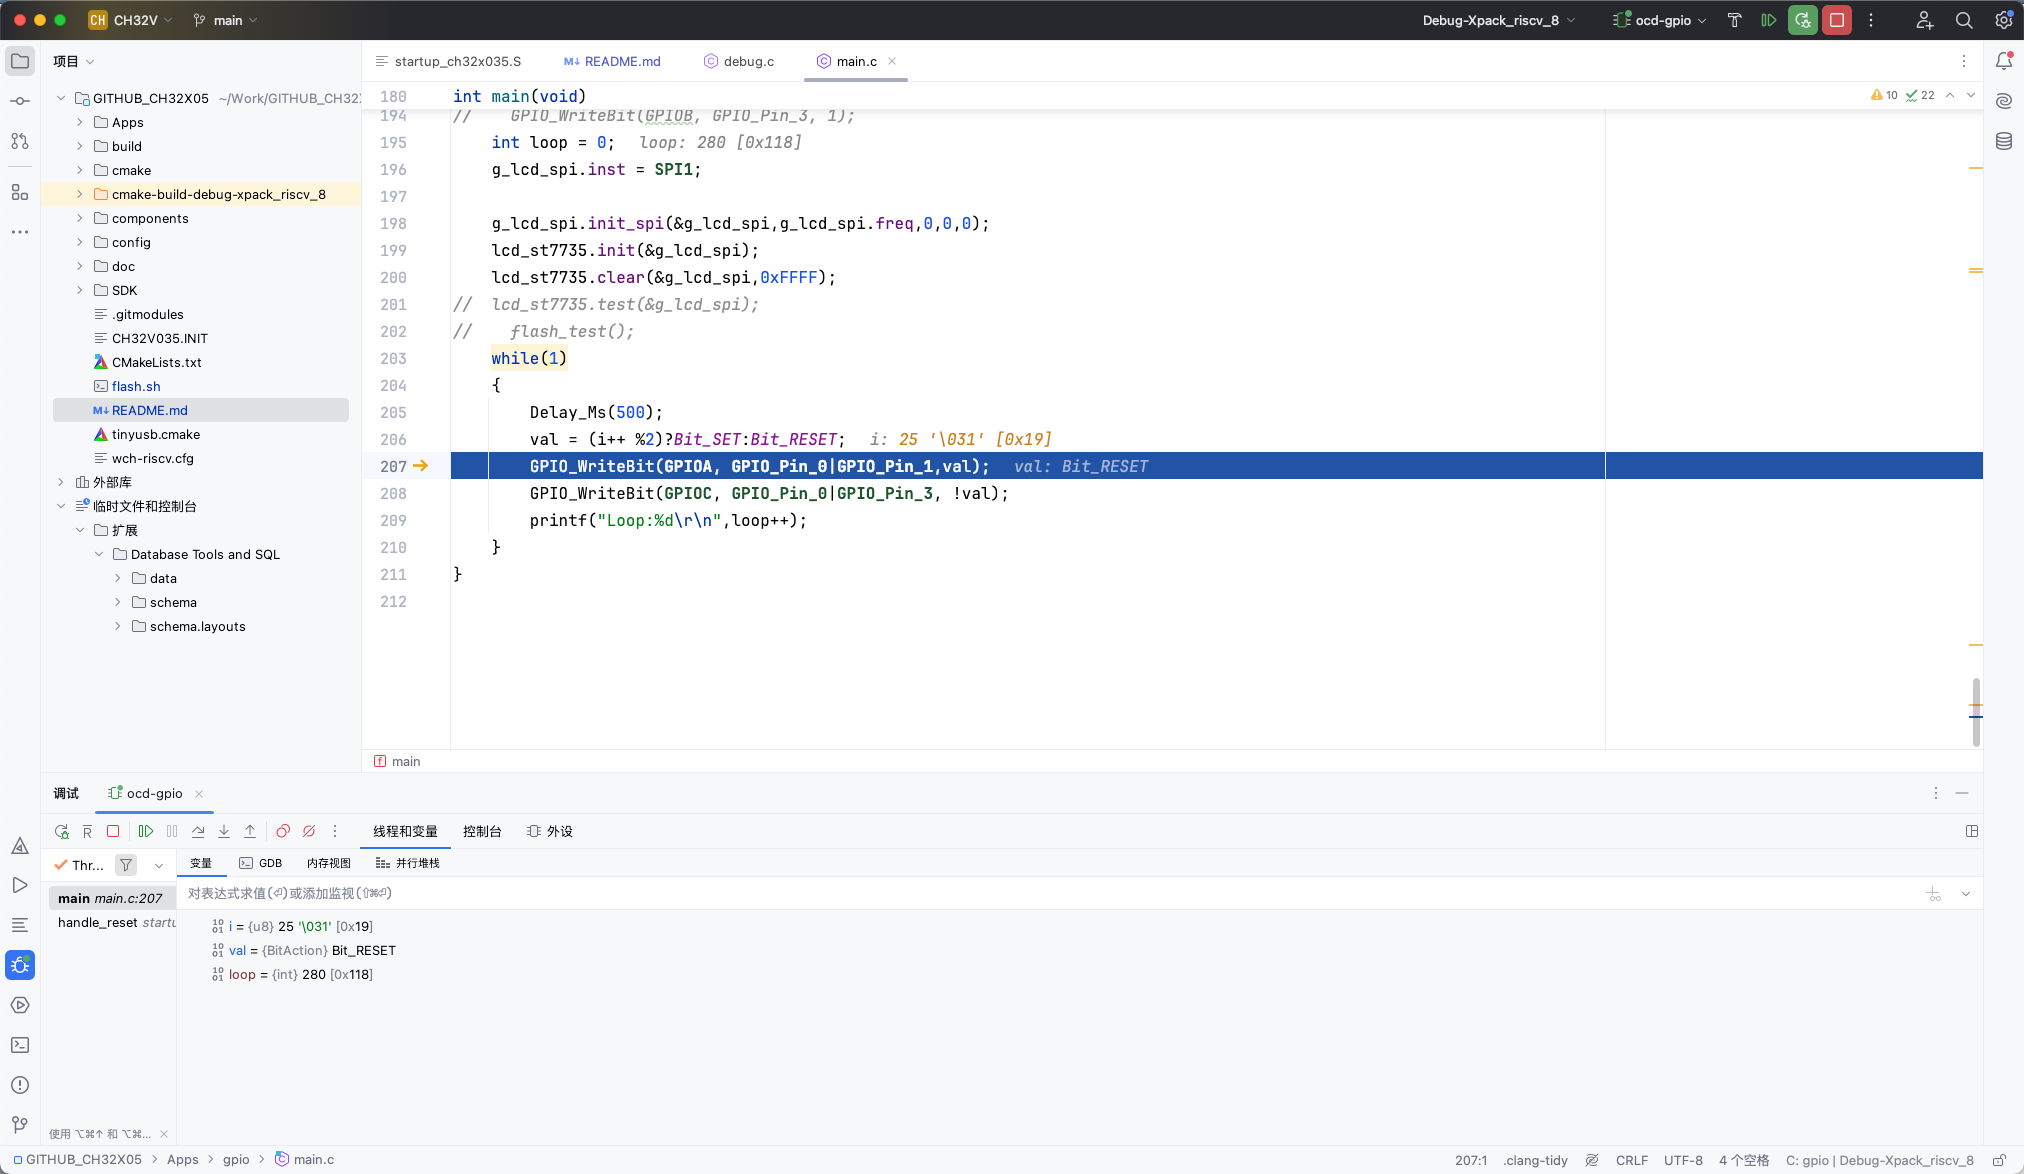 CH CH32V main Debug-Xpack_riscv_8 ocd-gpio
项目
GITHUB_CH32X05 ~/Work/GITHUB_CH32
Apps
build
cmake
cmake-build-debug-xpack_riscv_8
components
config
doc
SDK
.gitmodules
CH32V035.INIT
CMakeLists.txt
flash.sh
M↓ README.md
tinyusb.cmake
wch-riscv.cfg
外部库
临时文件和控制台
扩展
Database Tools and SQL
data
schema
schema.layouts
startup_ch32x035.S M↓ README.md debug.c main.c
10 22
180 int main(void)
194 // GPIO_WriteBit(GPIOB, GPIO_Pin_3, 1);
195 int loop = 0; loop: 280 [0x118]
196 g_lcd_spi.inst = SPI1;
197
198 g_lcd_spi.init_spi(&g_lcd_spi,g_lcd_spi.freq,0,0,0);
199 lcd_st7735.init(&g_lcd_spi);
200 lcd_st7735.clear(&g_lcd_spi,0xFFFF);
201 // lcd_st7735.test(&g_lcd_spi);
202 // flash_test();
203 while(1)
204 {
205 Delay_Ms(500);
206 val = (i++ %2)?Bit_SET:Bit_RESET; i: 25 '\031' [0x19]
207 GPIO_WriteBit(GPIOA, GPIO_Pin_0|GPIO_Pin_1,val); val: Bit_RESET
208 GPIO_WriteBit(GPIOC, GPIO_Pin_0|GPIO_Pin_3, !val);
209 printf("Loop:%d\r\n",loop++);
210 }
211 }
212
main
调试 ocd-gpio
线程和变量 控制台 外设
Thr... 变量 GDB 内存视图 并行堆栈
main main.c:207
handle_reset startu
对表达式求值(⏎)或添加监视(⇧⌘⏎)
i = {u8} 25 '\031' [0x19]
val = {BitAction} Bit_RESET
loop = {int} 280 [0x118]
使用 ⌥⌘↑ 和 ⌥⌘...
GITHUB_CH32X05 Apps gpio main.c
207:1 .clang-tidy CRLF UTF-8 4 个空格 C: gpio | Debug-Xpack_riscv_8